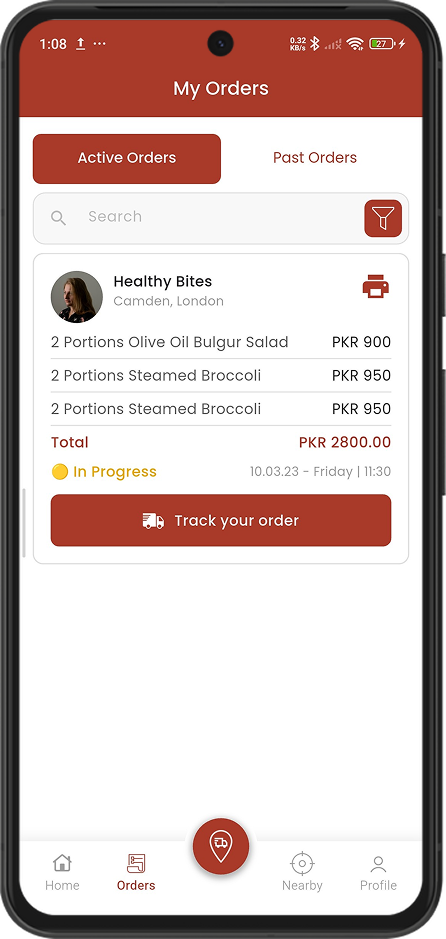 1:08
0.32
KB/s
27
My Orders
Active Orders
Past Orders
Search
Healthy Bites
Camden, London
2 Portions Olive Oil Bulgur Salad PKR 900
2 Portions Steamed Broccoli PKR 950
2 Portions Steamed Broccoli PKR 950
Total PKR 2800.00
In Progress 10.03.23 - Friday | 11:30
Track your order
Home Orders Nearby Profile